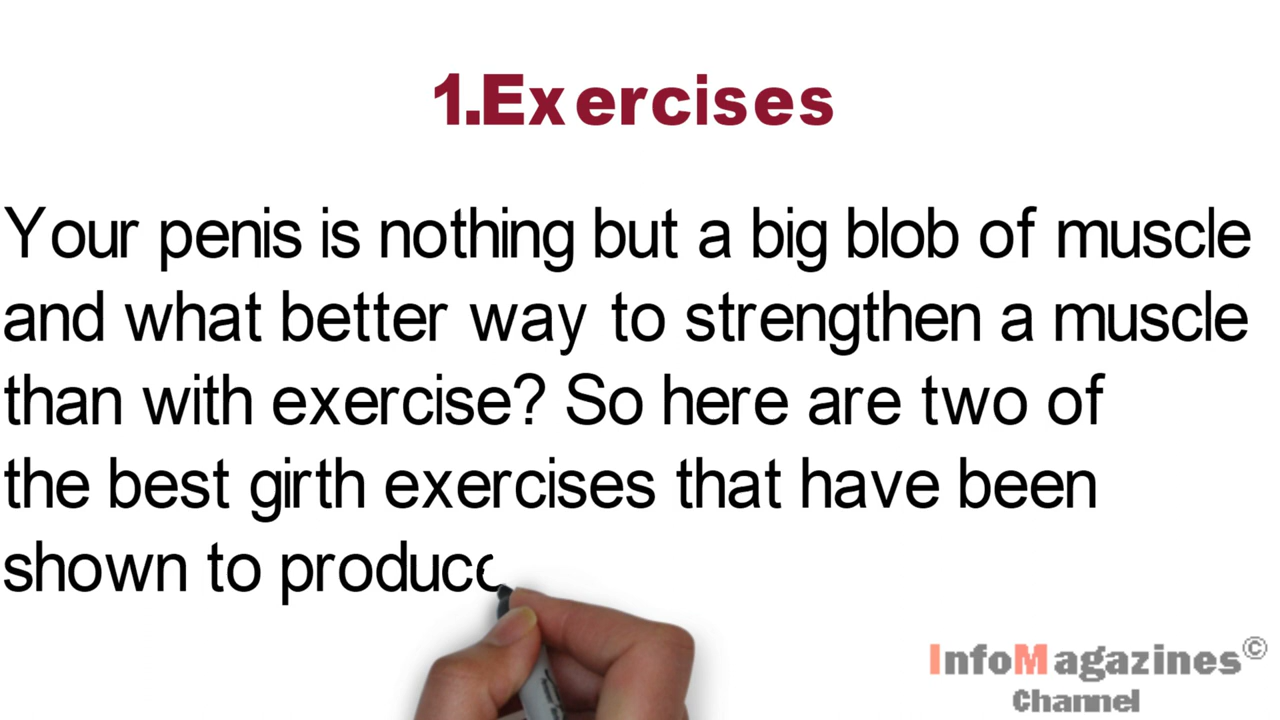 1.Exercises
Your penis is nothing but a big blob of muscle
and what better way to strengthen a muscle
than with exercise? So here are two of
the best girth exercises that have been
shown to produc
InfoMagazines©
Channel